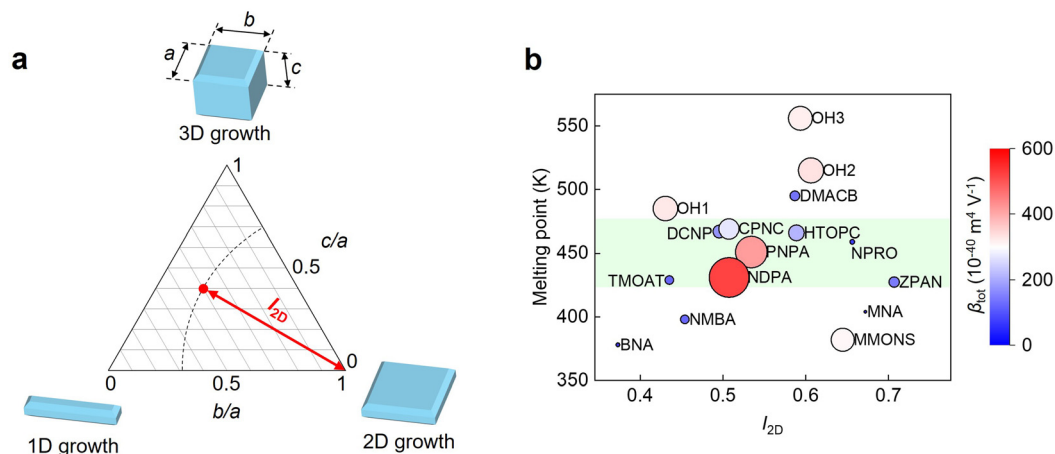 a
b
a
c
3D growth
1
c/a
0.5
I2D
0
0
0.5
1
b/a
1D growth
2D growth
b
Melting point (K)
550
500
450
400
350
OH3
OH2
DMACB
OH1
DCNP
CPNC
HTOPC
PNPA
NPRO
TMOAT
NDPA
ZPAN
NMBA
MNA
BNA
MMONS
0.4
0.5
0.6
0.7
I2D
600
400
200
0
βtot (10-40 m4 V-1)